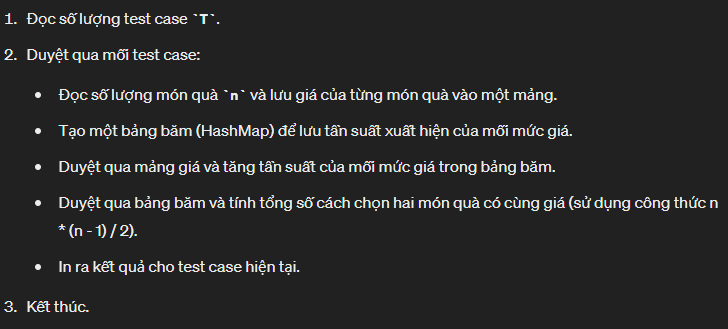 1. Đọc số lượng test case `T`.
2. Duyệt qua mỗi test case:
• Đọc số lượng món quà `n` và lưu giá của từng món quà vào một mảng.
• Tạo một bảng băm (HashMap) để lưu tần suất xuất hiện của mỗi mức giá.
• Duyệt qua mảng giá và tăng tần suất của mỗi mức giá trong bảng băm.
• Duyệt qua bảng băm và tính tổng số cách chọn hai món quà có cùng giá (sử dụng công thức n
* (n - 1) / 2).
• In ra kết quả cho test case hiện tại.
3. Kết thúc.